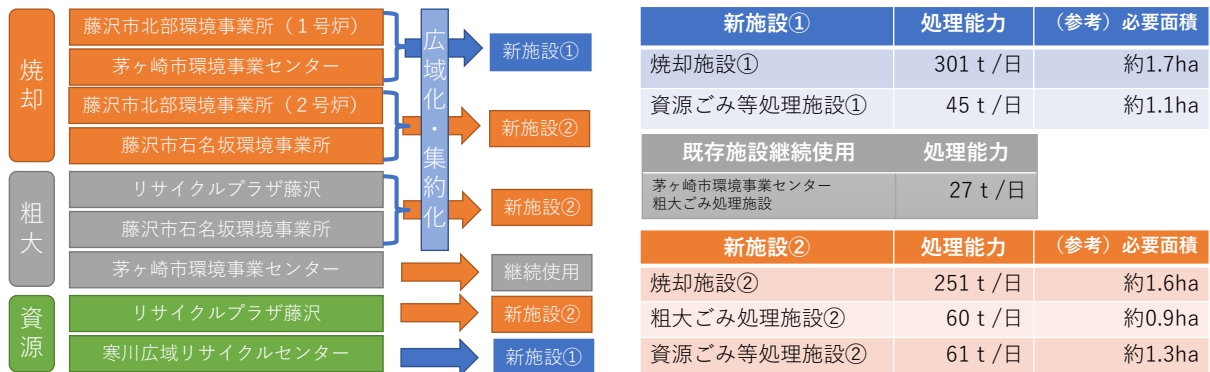 焼却
藤沢市北部環境事業所（１号炉）
茅ヶ崎市環境事業センター
藤沢市北部環境事業所（２号炉）
藤沢市石名坂環境事業所
粗大
リサイクルプラザ藤沢
藤沢市石名坂環境事業所
茅ヶ崎市環境事業センター
資源
リサイクルプラザ藤沢
寒川広域リサイクルセンター
広域化・集約化
新施設①
新施設②
新施設②
継続使用
新施設②
新施設①
新施設① 処理能力 （参考）必要面積
焼却施設① 301ｔ/日 約1.7ha
資源ごみ等処理施設① 45ｔ/日 約1.1ha
既存施設継続使用 処理能力
茅ヶ崎市環境事業センター
粗大ごみ処理施設 27ｔ/日
新施設② 処理能力 （参考）必要面積
焼却施設② 251ｔ/日 約1.6ha
粗大ごみ処理施設② 60ｔ/日 約0.9ha
資源ごみ等処理施設② 61ｔ/日 約1.3ha